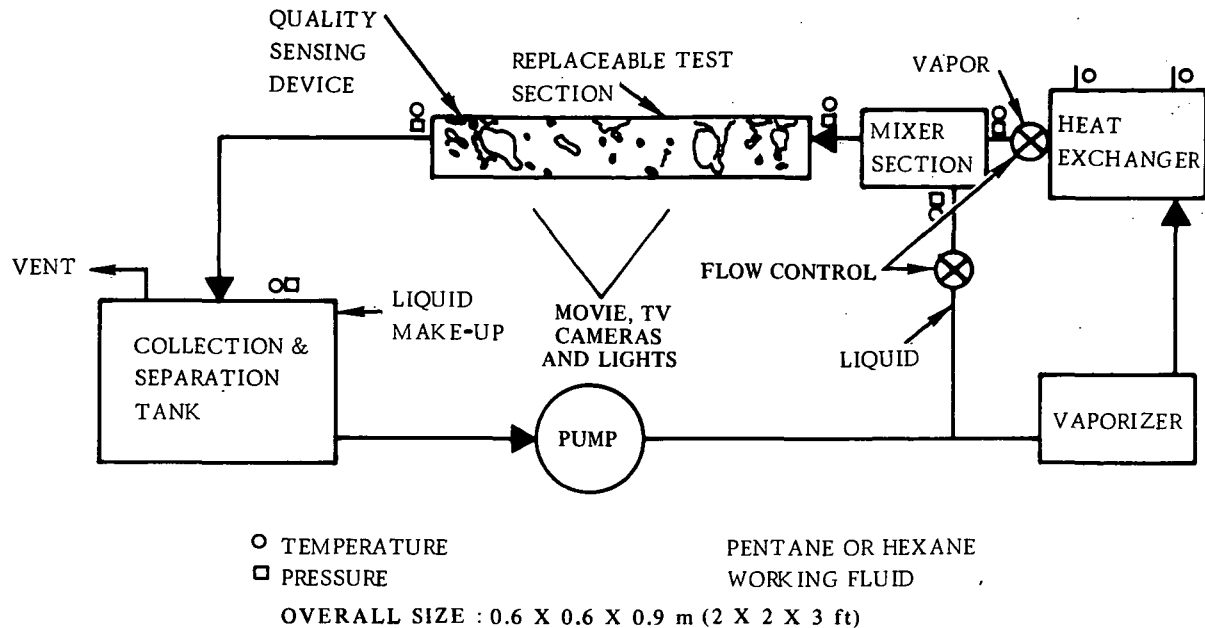 QUALITY
SENSING
DEVICE
REPLACEABLE TEST
SECTION
VAPOR
MIXER
SECTION
HEAT
EXCHANGER
VENT
LIQUID
MAKE-UP
FLOW CONTROL
MOVIE, TV
CAMERAS
AND LIGHTS
LIQUID
COLLECTION &
SEPARATION
TANK
PUMP
VAPORIZER
TEMPERATURE
PRESSURE
PENTANE OR HEXANE
WORKING FLUID
OVERALL SIZE : 0.6 X 0.6 X 0.9 m (2 X 2 X 3 ft)